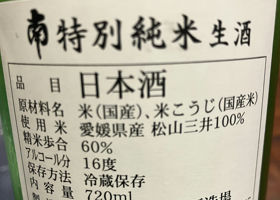 南 特別純米 生酒
品目 日本酒
原材料名 米(国産)、米こうじ(国産米)
使用米 愛媛県産 松山三井100%
精米歩合 60%
アルコール分 16度
保存方法 冷蔵保存
内容量 720ml